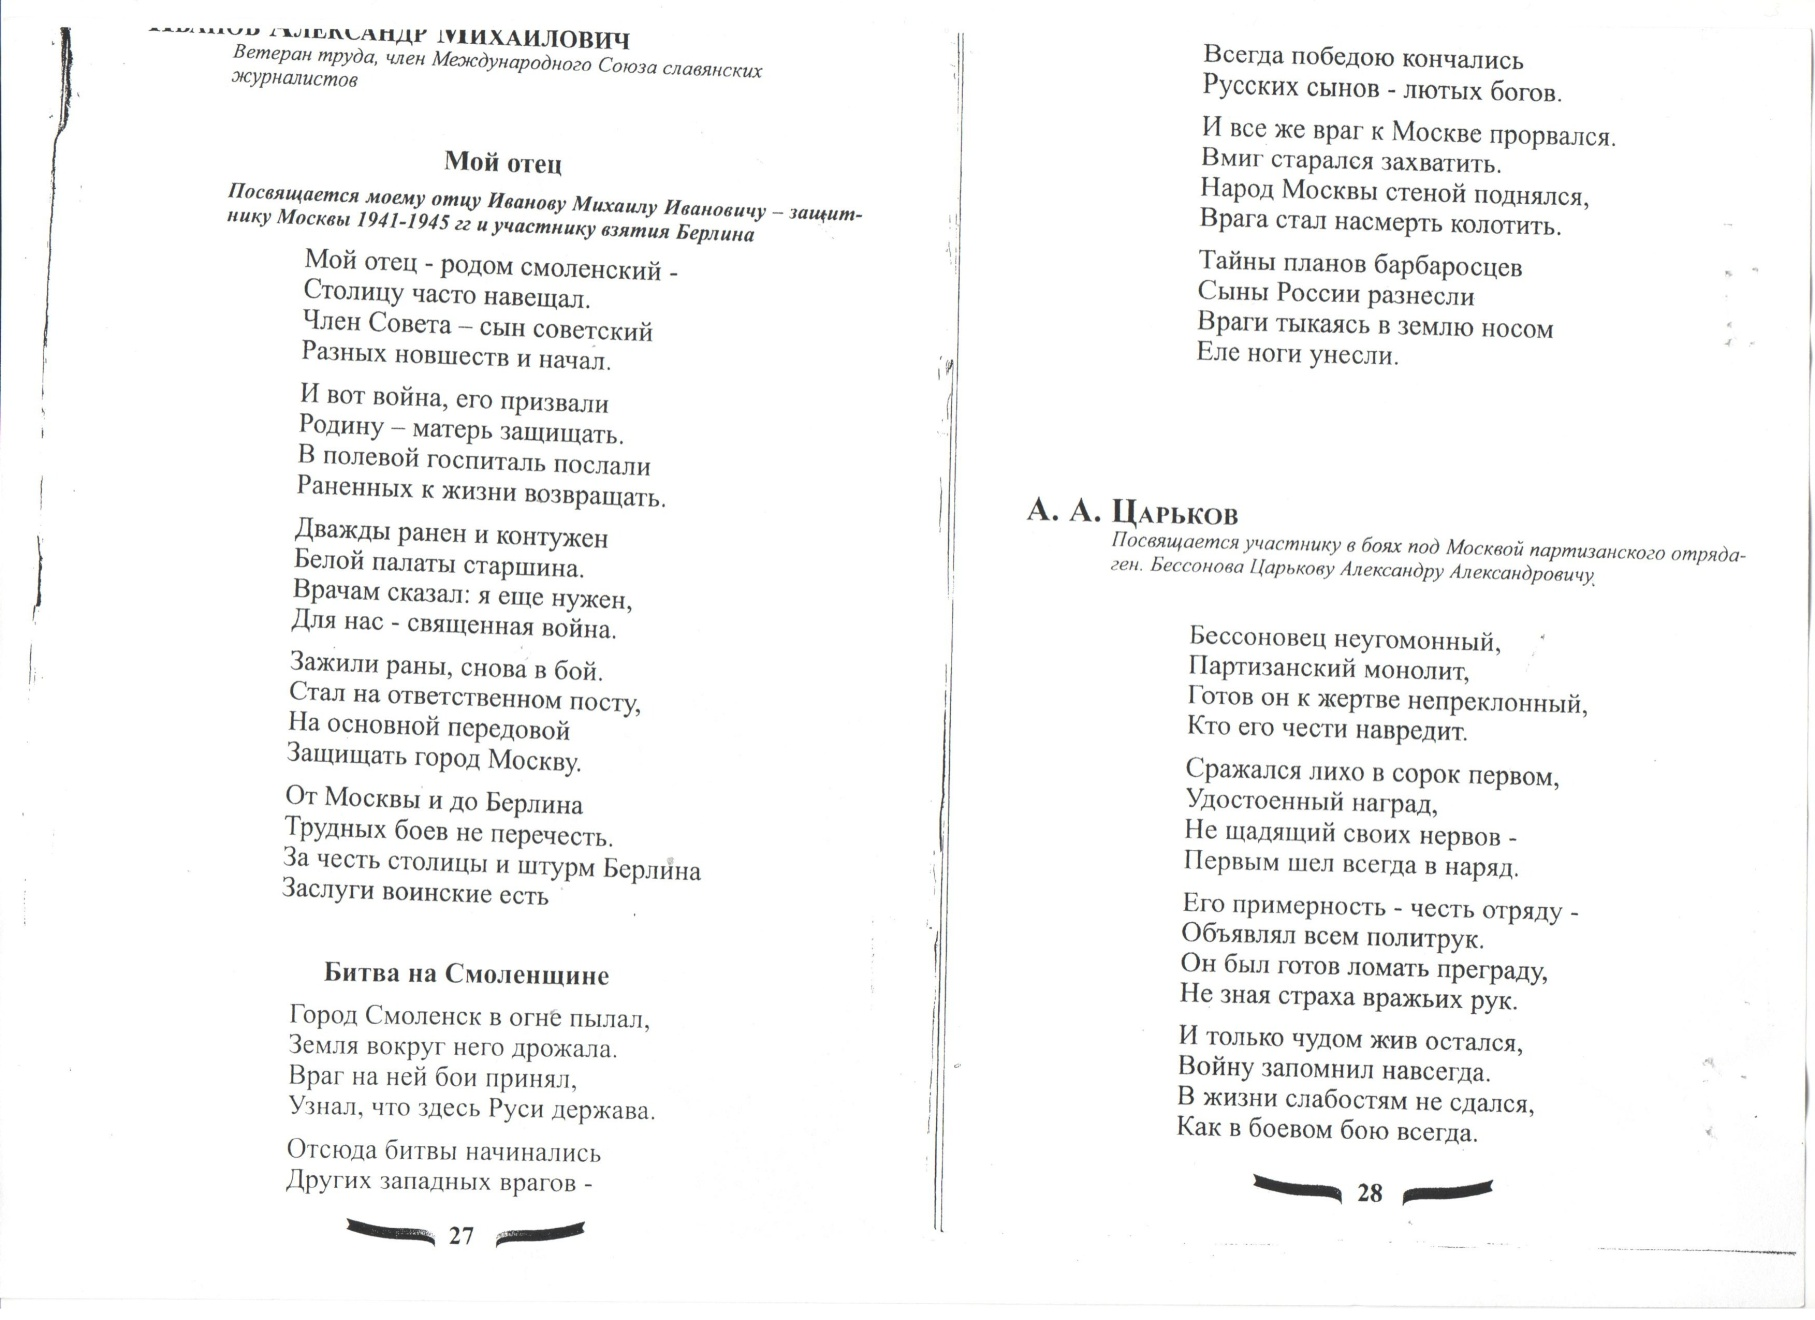 Иванов Александр Михайлович
Ветеран труда, член Международного Союза славянских
журналистов
Мой отец
Посвящается моему отцу Иванову Михаилу Ивановичу – защит-
нику Москвы 1941-1945 гг и участнику взятия Берлина
Мой отец - родом смоленский -
Столицу часто навещал.
Член Совета – сын советский
Разных новшеств и начал.
И вот война, его призвали
Родину – матерь защищать.
В полевой госпиталь послали
Раненных к жизни возвращать.
Дважды ранен и контужен
Белой палаты старшина.
Врачам сказал: я еще нужен,
Для нас - священная война.
Зажили раны, снова в бой.
Стал на ответственном посту,
На основной передовой
Защищать город Москву.
От Москвы и до Берлина
Трудных боев не перечесть.
За честь столицы и штурм Берлина
Заслуги воинские есть
Битва на Смоленщине
Город Смоленск в огне пылал,
Земля вокруг него дрожала.
Враг на ней бои принял,
Узнал, что здесь Руси держава.
Отсюда битвы начинались
Других западных врагов -
27
Всегда победою кончались
Русских сынов - лютых богов.
И все же враг к Москве прорвался.
Вмиг старался захватить.
Народ Москвы стеной поднялся,
Врага стал насмерть колотить.
Тайны планов барбаросцев
Сыны России разнесли
Враги тыкаясь в землю носом
Еле ноги унесли.
А. А. Царьков
Посвящается участнику в боях под Москвой партизанского отряда-
ген. Бессонова Царькову Александру Александровичу.
Бессоновец неугомонный,
Партизанский монолит,
Готов он к жертве непреклонный,
Кто его чести навредит.
Сражался лихо в сорок первом,
Удостоенный наград,
Не щадящий своих нервов -
Первым шел всегда в наряд.
Его примерность - честь отряду -
Объявлял всем политрук.
Он был готов ломать преграду,
Не зная страха вражьих рук.
И только чудом жив остался,
Войну запомнил навсегда.
В жизни слабостям не сдался,
Как в боевом бою всегда.
28